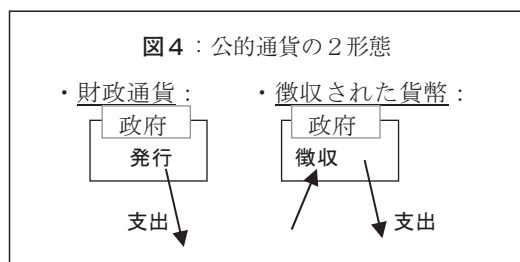 図４：公的通貨の２形態
・財政通貨：
・徴収された貨幣：
政府
発行
支出
政府
徴収
支出